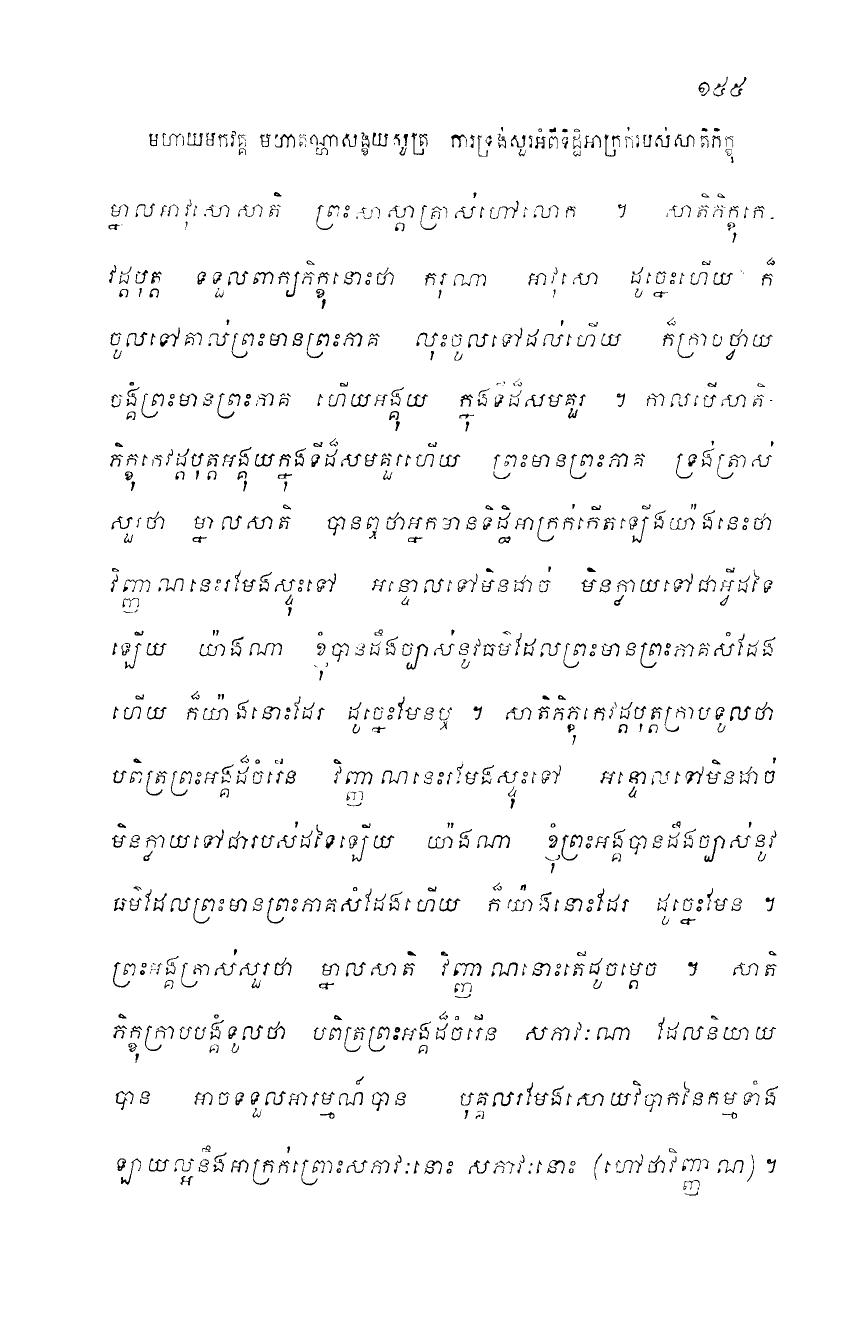 ១៥៥
មហាយមកវគ្គ មហាតណ្ហាសង្ខយសូត្រ ការទ្រង់សួរអំពីទិដ្ឋិអាក្រក់របស់សាតិភិក្ខុ
ម្នាលអាវុសោសាតិ ព្រះសាស្តាត្រាស់ហៅលោក ។ សាតិភិក្ខុកេ-
វដ្តបុត្ត ទទួលពាក្យភិក្ខុនោះថា ករុណា អាវុសោ ដូច្នេះហើយ ក៏
ចូលទៅគាល់ព្រះមានព្រះភាគ លុះចូលទៅដល់ហើយ ក៏ក្រាបថ្វាយ
ចង្គំព្រះមានព្រះភាគ ហើយអង្គុយ ក្នុងទីដ៏សមគួរ ។ កាលបើសាតិ-
ភិក្ខុកេវដ្តបុត្តអង្គុយក្នុងទីដ៏សមគួរហើយ ព្រះមានព្រះភាគ ទ្រង់ត្រាស់
សួរថា ម្នាលសាតិ បានឮថាអ្នកមានទិដ្ឋិអាក្រក់កើតឡើងយ៉ាងនេះថា
វិញ្ញាណនេះរមែងស្ទុះទៅ អន្ទោលទៅមិនដាច់ មិនក្លាយទៅជាអ្វីដទៃ
ឡើយ យ៉ាងណា ខ្ញុំបានដឹងច្បាស់នូវធម៌ដែលព្រះមានព្រះភាគសំដែង
ហើយ ក៏យ៉ាងនោះដែរ ដូច្នេះមែនឬ ។ សាតិភិក្ខុកេវដ្តបុត្តក្រាបទូលថា
បពិត្រព្រះអង្គដ៏ចំរើន វិញ្ញាណនេះរមែងស្ទុះទៅ អន្ទោលទៅមិនដាច់
មិនក្លាយទៅជារបស់ដទៃឡើយ យ៉ាងណា ខ្ញុំព្រះអង្គបានដឹងច្បាស់នូវ
ធម៌ដែលព្រះមានព្រះភាគសំដែងហើយ ក៏យ៉ាងនោះដែរ ដូច្នេះមែន ។
ព្រះអង្គត្រាស់សួរថា ម្នាលសាតិ វិញ្ញាណនោះតើដូចម្តេច ។ សាតិ
ភិក្ខុក្រាបបង្គំទូលថា បពិត្រព្រះអង្គដ៏ចំរើន សភាវៈណា ដែលនិយាយ
បាន អាចទទួលអារម្មណ៍បាន បុគ្គលរមែងសោយវិបាកនៃកម្មទាំង
ឡាយល្អនឹងអាក្រក់ព្រោះសភាវៈនោះ សភាវៈនោះ (ហៅថាវិញ្ញាណ) ។